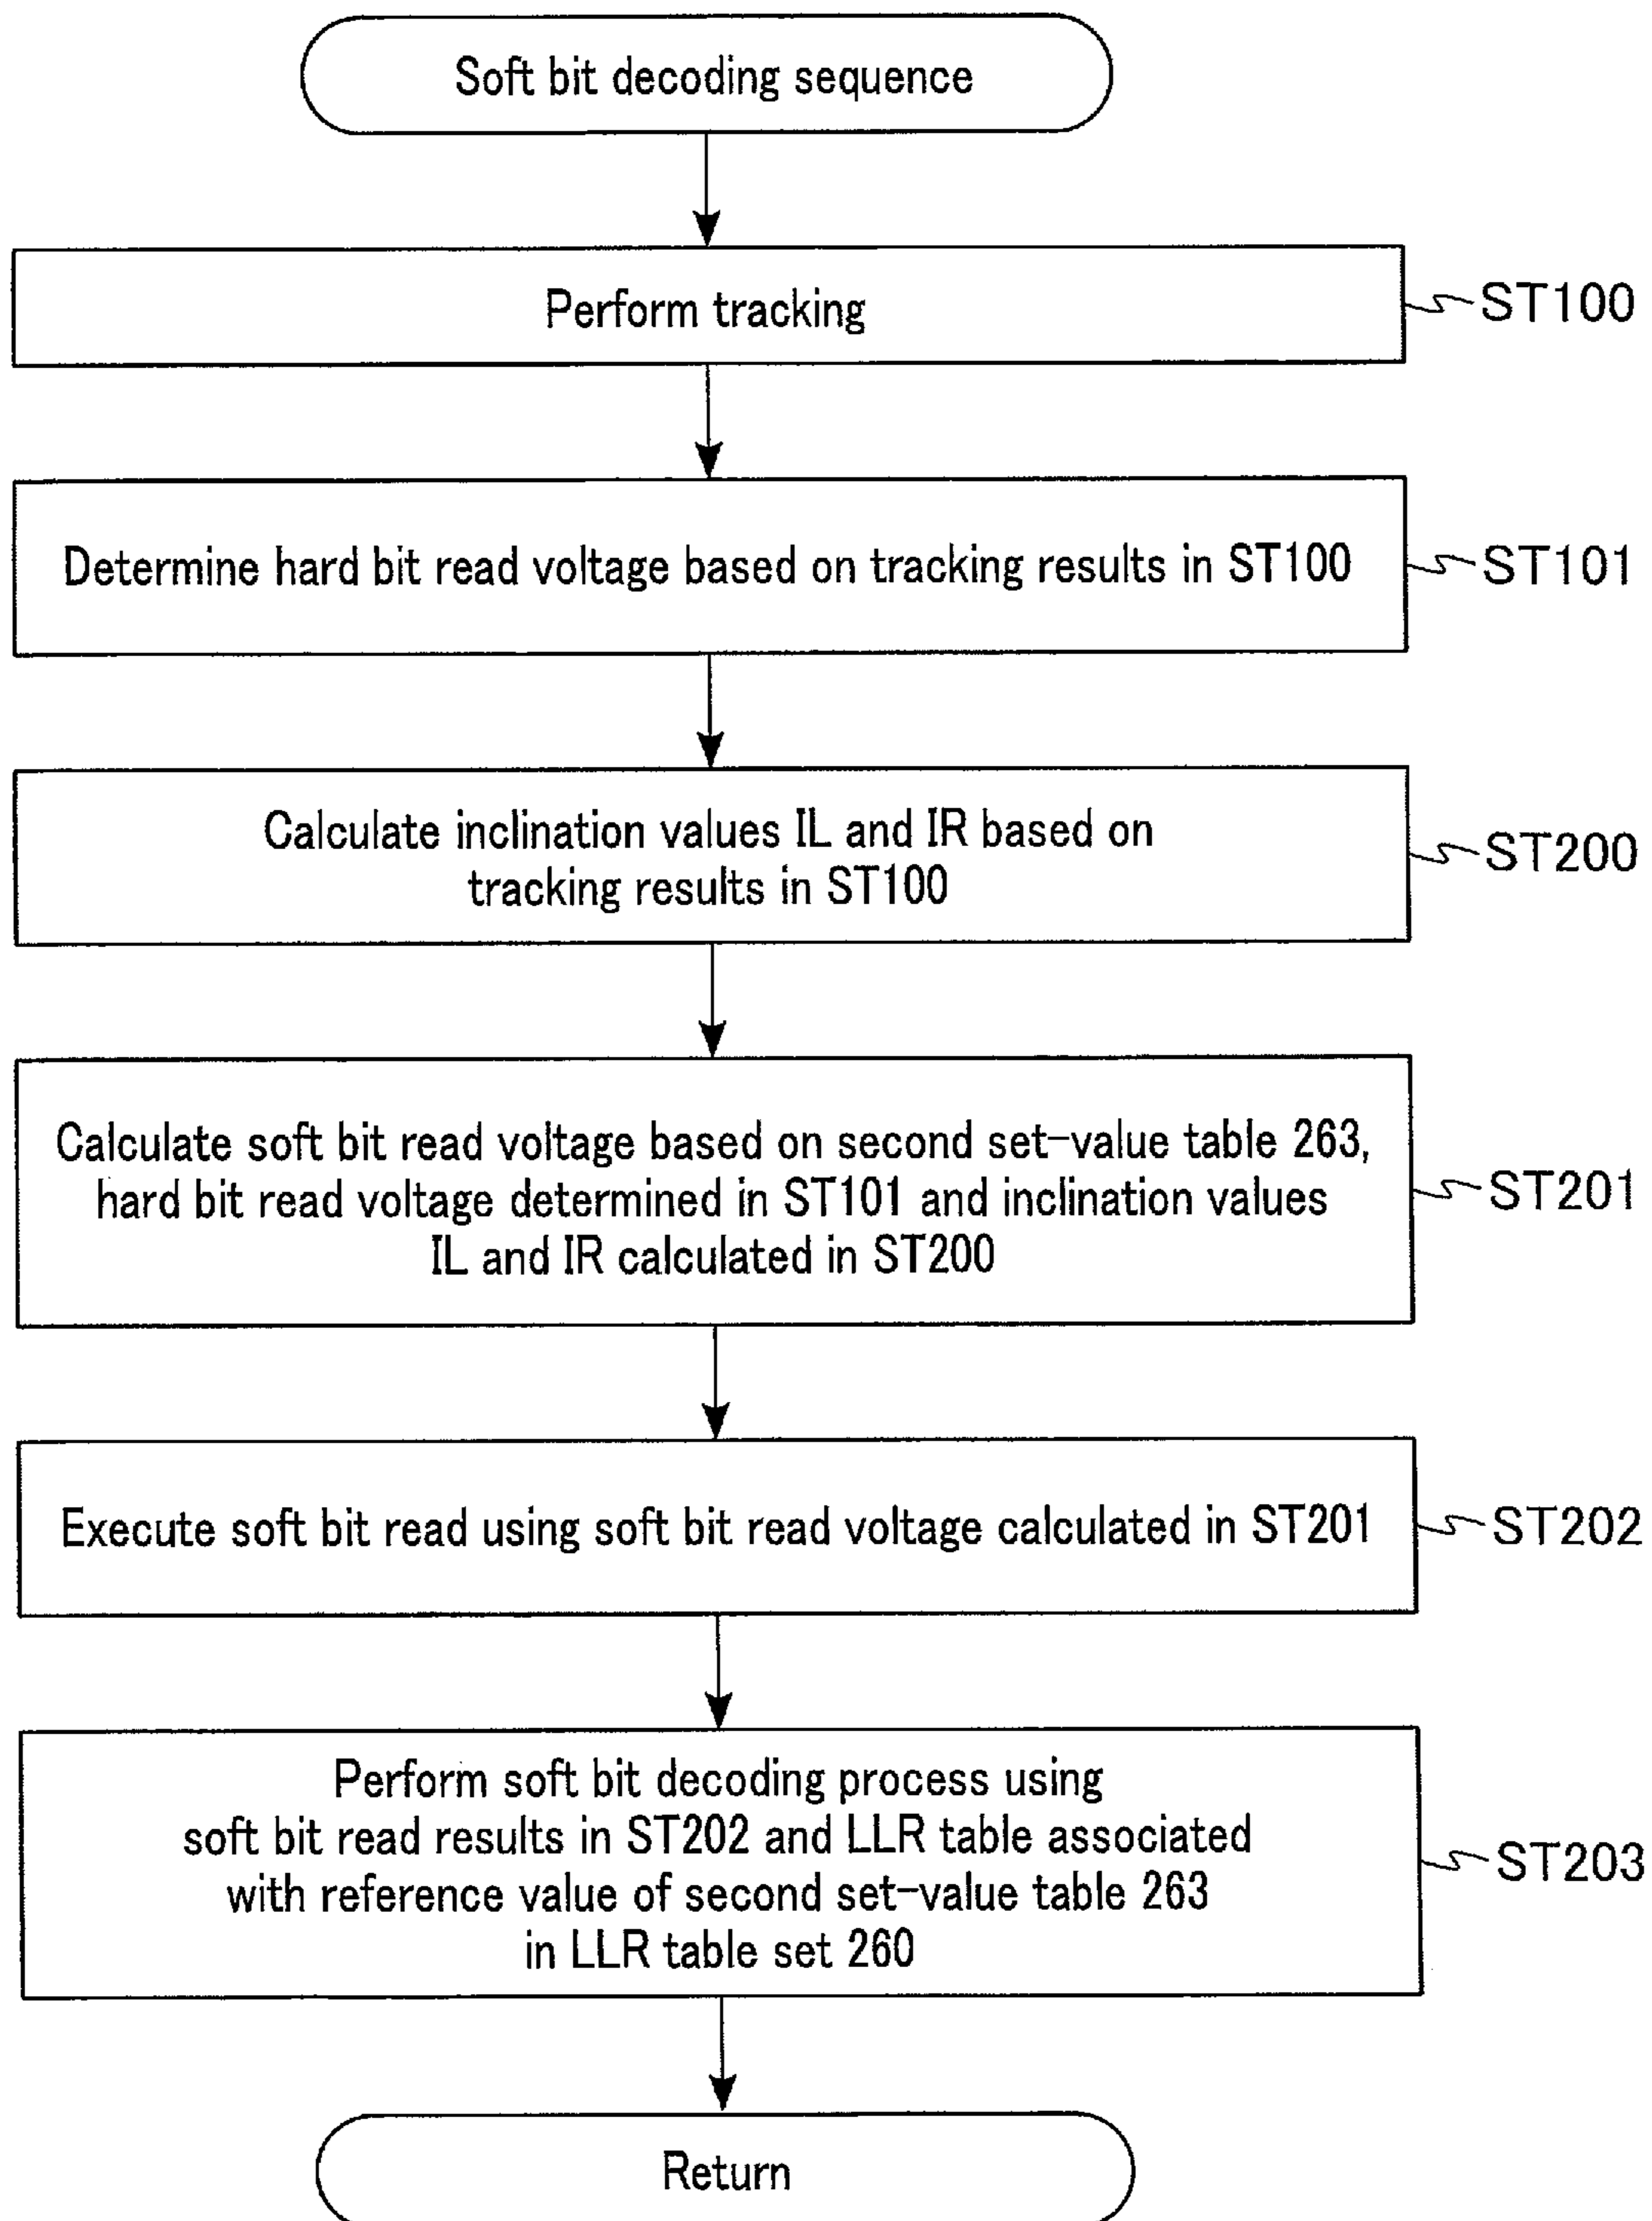 Soft bit decoding sequence
Perform tracking
ST100
Determine hard bit read voltage based on tracking results in ST100
ST101
Calculate inclination values IL and IR based on
tracking results in ST100
ST200
Calculate soft bit read voltage based on second set-value table 263,
hard bit read voltage determined in ST101 and inclination values
IL and IR calculated in ST200
ST201
Execute soft bit read using soft bit read voltage calculated in ST201
ST202
Perform soft bit decoding process using
soft bit read results in ST202 and LLR table associated
with reference value of second set-value table 263
in LLR table set 260
ST203
Return